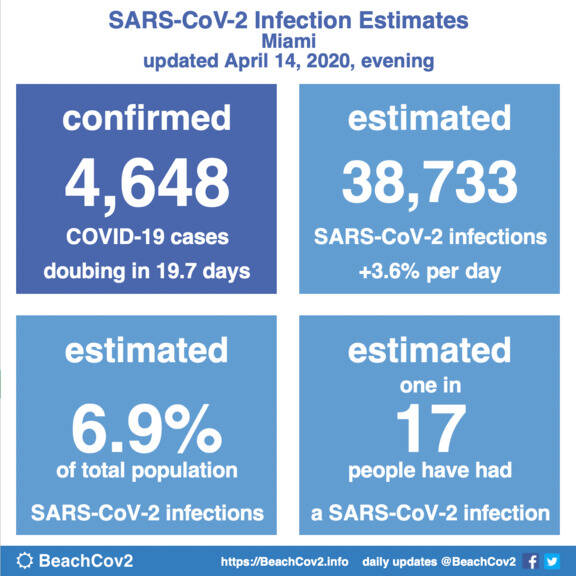 SARS-CoV-2 Infection Estimates
Miami
updated April 14, 2020, evening
confirmed
4,648
COVID-19 cases
doubing in 19.7 days
estimated
38,733
SARS-CoV-2 infections
+3.6% per day
estimated
6.9%
of total population
SARS-CoV-2 infections
estimated
one in
17
people have had
a SARS-CoV-2 infection
BeachCov2
https://BeachCov2.info daily updates @BeachCov2